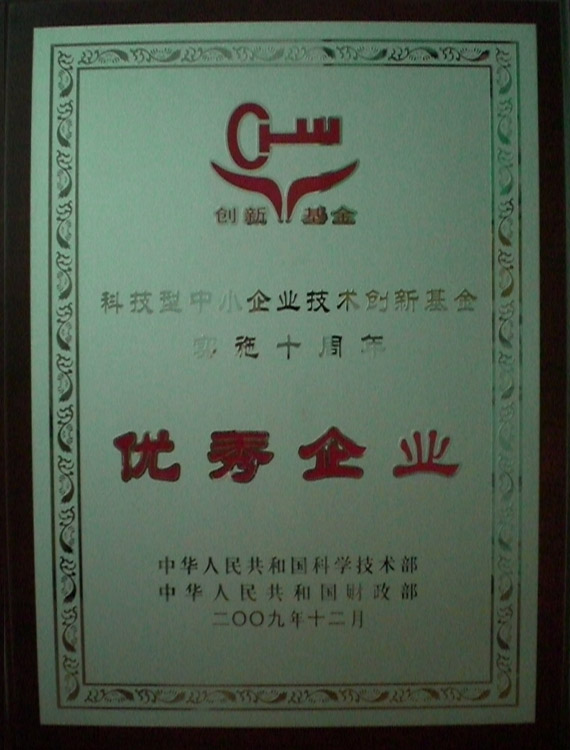 创新 基金
科技型中小企业技术创新基金
实施十周年
优秀企业
中华人民共和国科学技术部
中华人民共和国财政部
二〇〇九年十二月